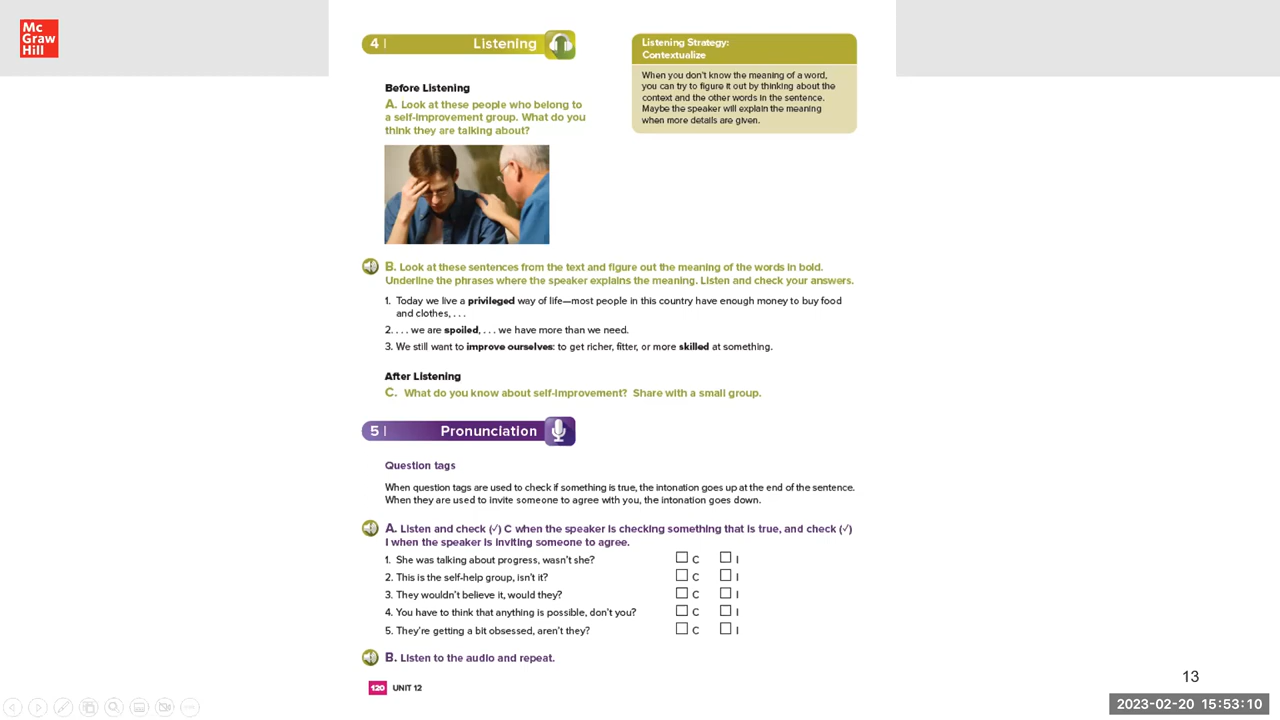 Mc
Graw
Hill
4 | Listening
Listening Strategy:
Contextualize
When you don't know the meaning of a word,
you can try to figure it out by thinking about the
context and the other words in the sentence.
Maybe the speaker will explain the meaning
when more details are given.
Before Listening
A. Look at these people who belong to
a self-improvement group. What do you
think they are talking about?
B. Look at these sentences from the text and figure out the meaning of the words in bold.
Underline the phrases where the speaker explains the meaning. Listen and check your answers.
1. Today we live a privileged way of life—most people in this country have enough money to buy food
and clothes, . . .
2. . . . we are spoiled, . . . we have more than we need.
3. We still want to improve ourselves: to get richer, fitter, or more skilled at something.
After Listening
C. What do you know about self-improvement? Share with a small group.
5 | Pronunciation
Question tags
When question tags are used to check if something is true, the intonation goes up at the end of the sentence.
When they are used to invite someone to agree with you, the intonation goes down.
A. Listen and check (✓) C when the speaker is checking something that is true, and check (✓)
I when the speaker is inviting someone to agree.
1. She was talking about progress, wasn't she? ☐ C ☐ I
2. This is the self-help group, isn't it? ☐ C ☐ I
3. They wouldn't believe it, would they? ☐ C ☐ I
4. You have to think that anything is possible, don't you? ☐ C ☐ I
5. They're getting a bit obsessed, aren't they? ☐ C ☐ I
B. Listen to the audio and repeat.
120 UNIT 12
13
2023-02-20 15:53:10